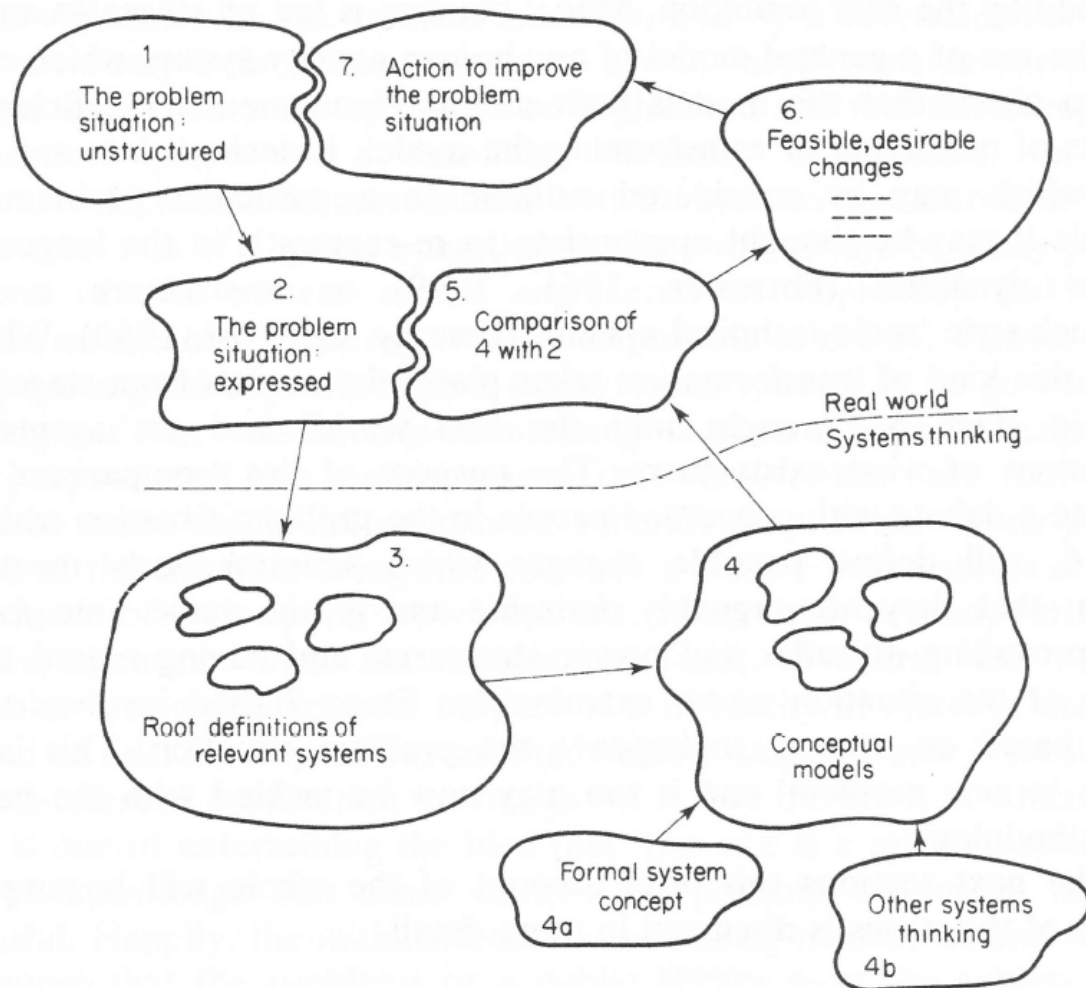 1
The problem
situation:
unstructured
7. Action to improve
the problem
situation
6.
Feasible, desirable
changes
2.
The problem
situation:
expressed
5.
Comparison of
4 with 2
Real world
Systems thinking
3.
Root definitions of
relevant systems
4.
Conceptual
models
Formal system
concept
4a
Other systems
thinking
4b